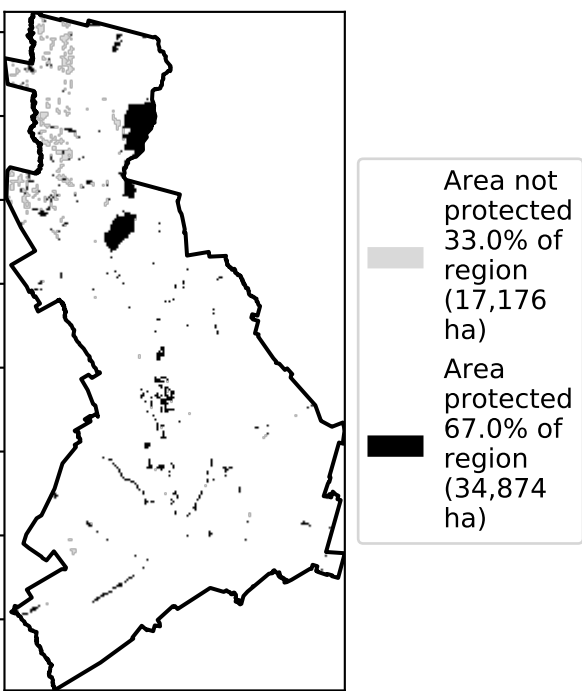 Area not
protected
33.0% of
region
(17,176
ha)
Area
protected
67.0% of
region
(34,874
ha)